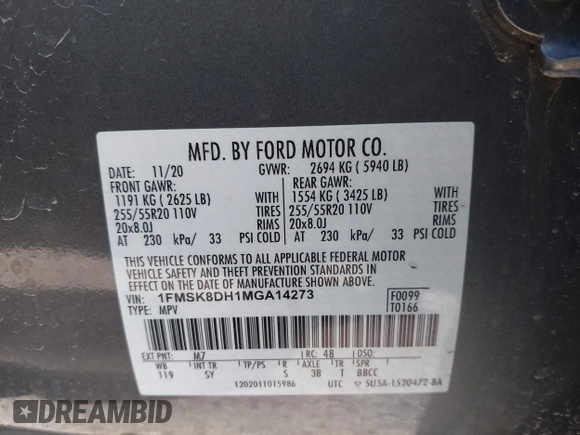 MFD. BY FORD MOTOR CO.
DATE: 11/20 GVWR: 2694 KG ( 5940 LB)
FRONT GAWR: REAR GAWR:
1191 KG ( 2625 LB) WITH 1554 KG ( 3425 LB) WITH
255/55R20 110V TIRES 255/55R20 110V TIRES
20x8.0J RIMS 20x8.0J RIMS
AT 230 kPa/ 33 PSI COLD AT 230 kPa/ 33 PSI COLD
THIS VEHICLE CONFORMS TO ALL APPLICABLE FEDERAL MOTOR
VEHICLE SAFETY AND THEFT PREVENTION STANDARDS IN
EFFECT ON THE DATE OF MANUFACTURE SHOWN ABOVE.
VIN: 1FMSK8DH1MGA14273 F0099
TYPE: MPV T0166
EXT PNT: M7 RC: 48 DSO:
WB INT TR TP/PS R AXLE TR SPR
119 SY S 3B T BBCC
1202011015986 UTC ▽ SU5A-1520472-BA
DREAMBID